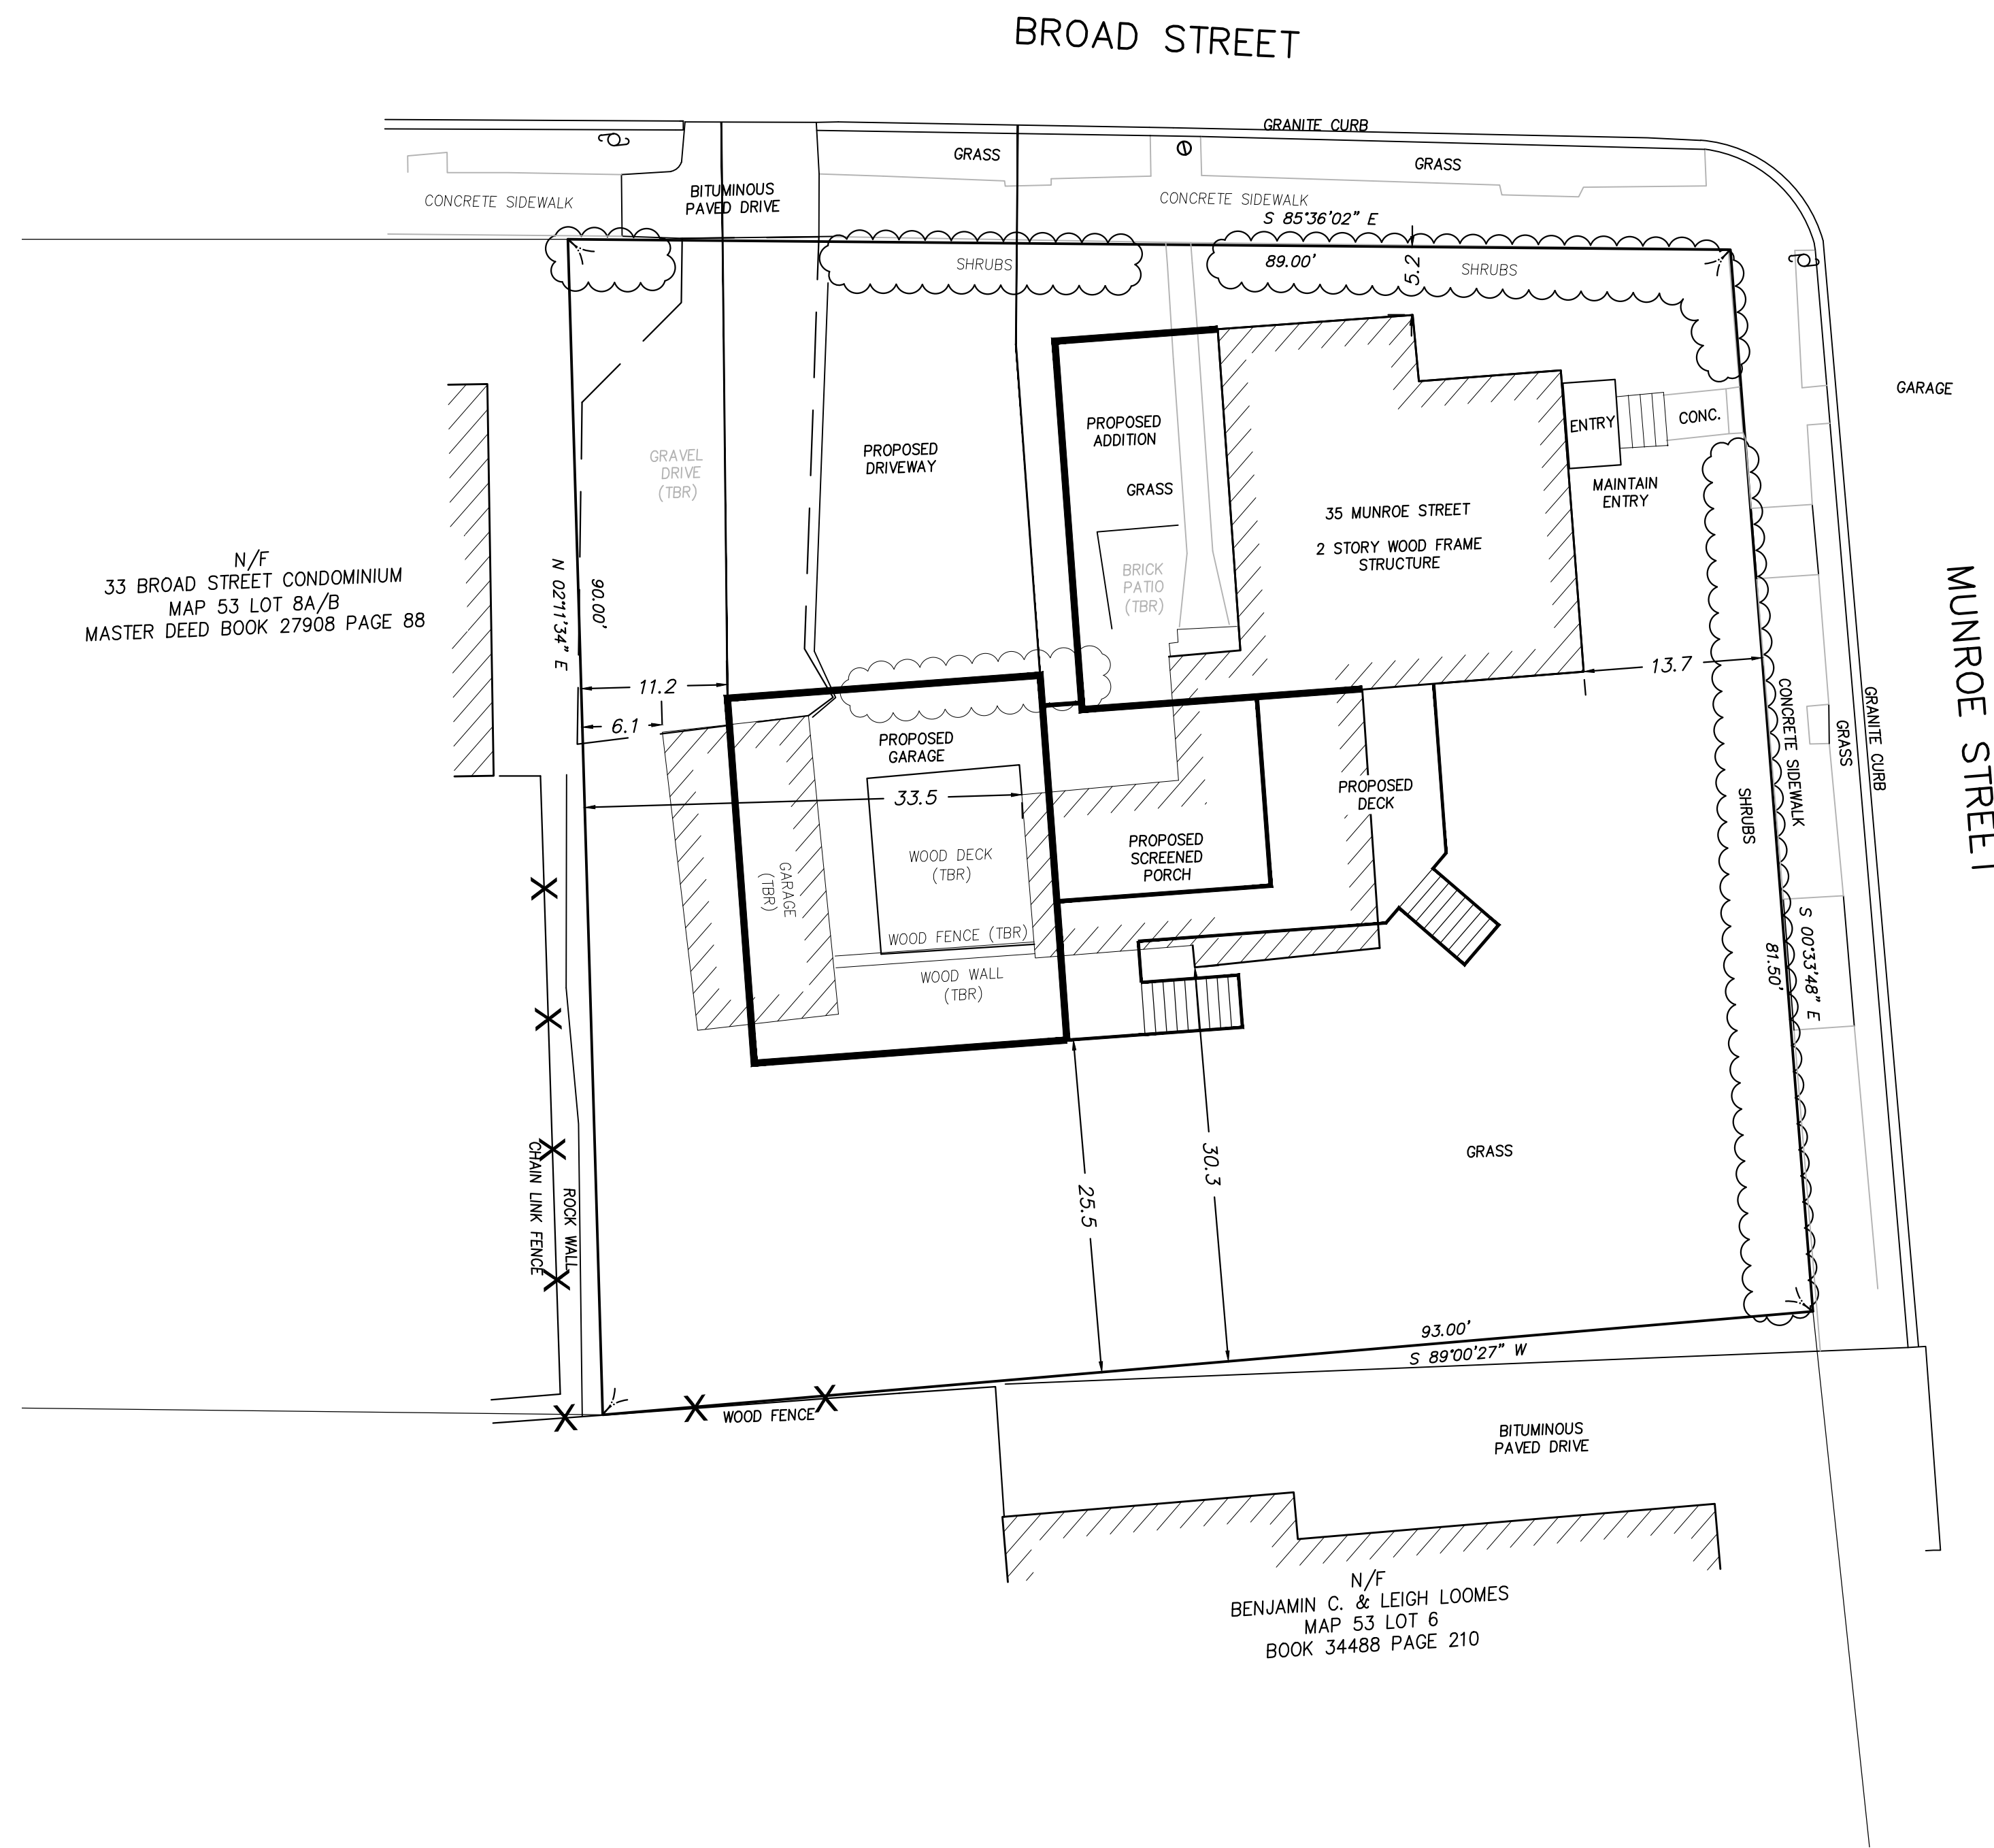 BROAD STREET
GRANITE CURB
GRASS
GRASS
CONCRETE SIDEWALK
BITUMINOUS
PAVED DRIVE
CONCRETE SIDEWALK
S 85°36'02" E
89.00'
5.2
SHRUBS
SHRUBS
GARAGE
ENTRY
CONC.
MAINTAIN
ENTRY
PROPOSED
ADDITION
GRASS
PROPOSED
DRIVEWAY
GRAVEL
DRIVE
(TBR)
35 MUNROE STREET
2 STORY WOOD FRAME
STRUCTURE
BRICK
PATIO
(TBR)
N/F
33 BROAD STREET CONDOMINIUM
MAP 53 LOT 8A/B
MASTER DEED BOOK 27908 PAGE 88
N 02°11'34" E
90.00'
MUNROE STREET
13.7
11.2
6.1
CONCRETE SIDEWALK
GRASS
GRANITE CURB
PROPOSED
GARAGE
33.5
PROPOSED
DECK
SHRUBS
PROPOSED
SCREENED
PORCH
WOOD DECK
(TBR)
GARAGE
(TBR)
WOOD FENCE (TBR)
WOOD WALL
(TBR)
S 00°33'48" E
81.50'
30.3
25.5
GRASS
CHAIN LINK FENCE
ROCK WALL
93.00'
S 89°00'27" W
WOOD FENCE
BITUMINOUS
PAVED DRIVE
N/F
BENJAMIN C. & LEIGH LOOMES
MAP 53 LOT 6
BOOK 34488 PAGE 210